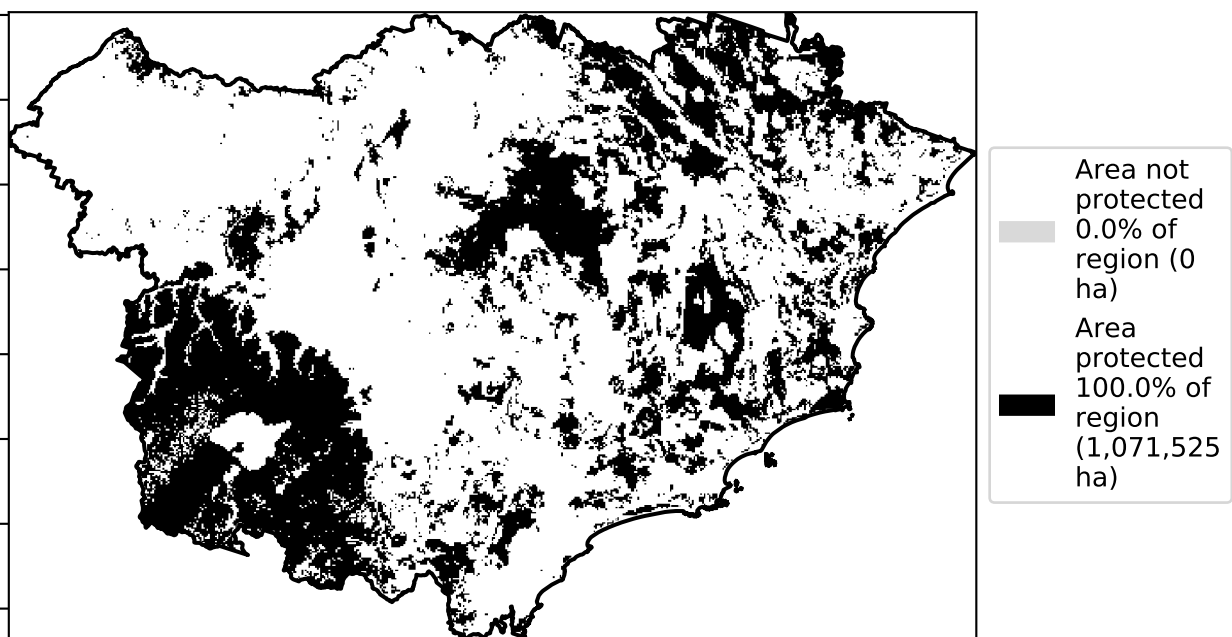 Area not
protected
0.0% of
region (0
ha)
Area
protected
100.0% of
region
(1,071,525
ha)